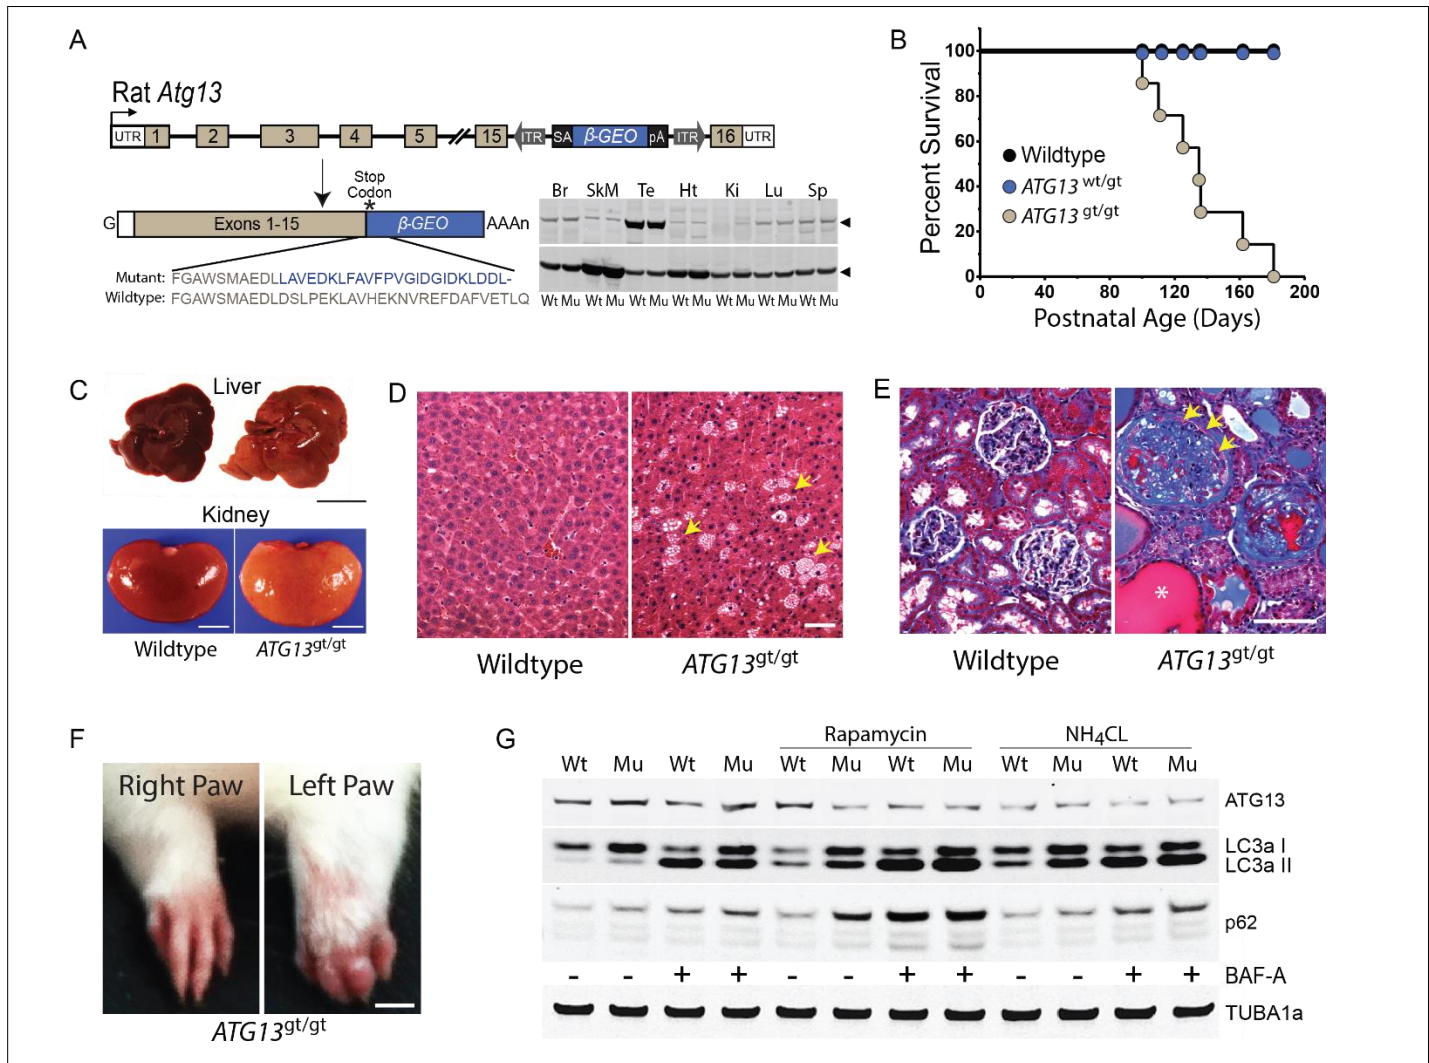 A
Rat Atg13
UTR 1 2 3 4 5 15 ITR SA β-GEO pA ITR 16 UTR
Stop
Codon
*
G Exons 1-15 β-GEO AAAn
Mutant: FGAWSMAEDLLAVEDKLFAVFPVGIDGIDKLDDL-
Wildtype: FGAWSMAEDLDSLPEKLAVHEKNVREFDAFVETLQ
Br SkM Te Ht Ki Lu Sp
Wt Mu Wt Mu Wt Mu Wt Mu Wt Mu Wt Mu Wt Mu
B
Percent Survival
100
80
60
40
20
0
Wildtype
ATG13 wt/gt
ATG13 gt/gt
0 40 80 120 160 200
Postnatal Age (Days)
C
Liver
Kidney
Wildtype ATG13gt/gt
D
Wildtype ATG13gt/gt
E
*
Wildtype ATG13gt/gt
F
Right Paw Left Paw
ATG13gt/gt
G
Rapamycin NH4CL
Wt Mu Wt Mu Wt Mu Wt Mu Wt Mu Wt Mu
ATG13
LC3a I
LC3a II
p62
- - + + - - + + - - + + BAF-A
TUBA1a